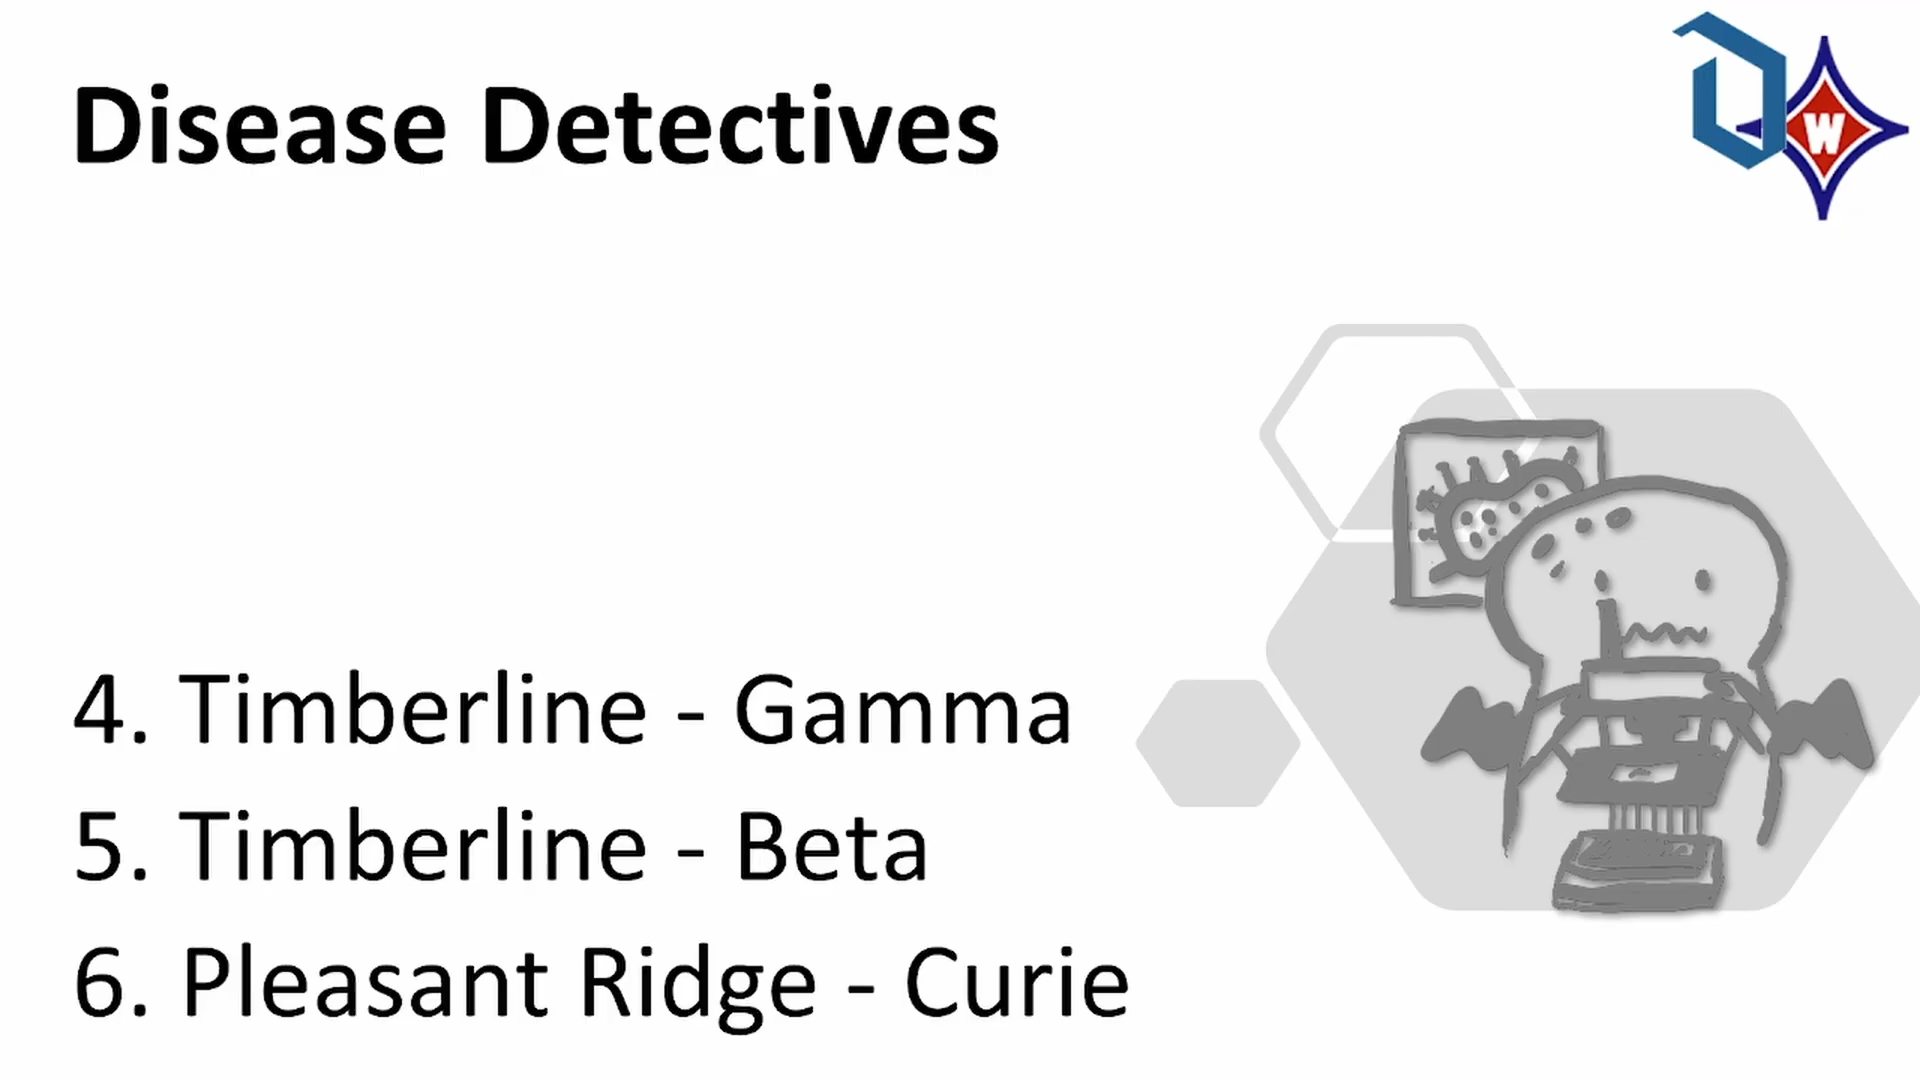 Disease Detectives
W
4. Timberline - Gamma
5. Timberline - Beta
6. Pleasant Ridge - Curie